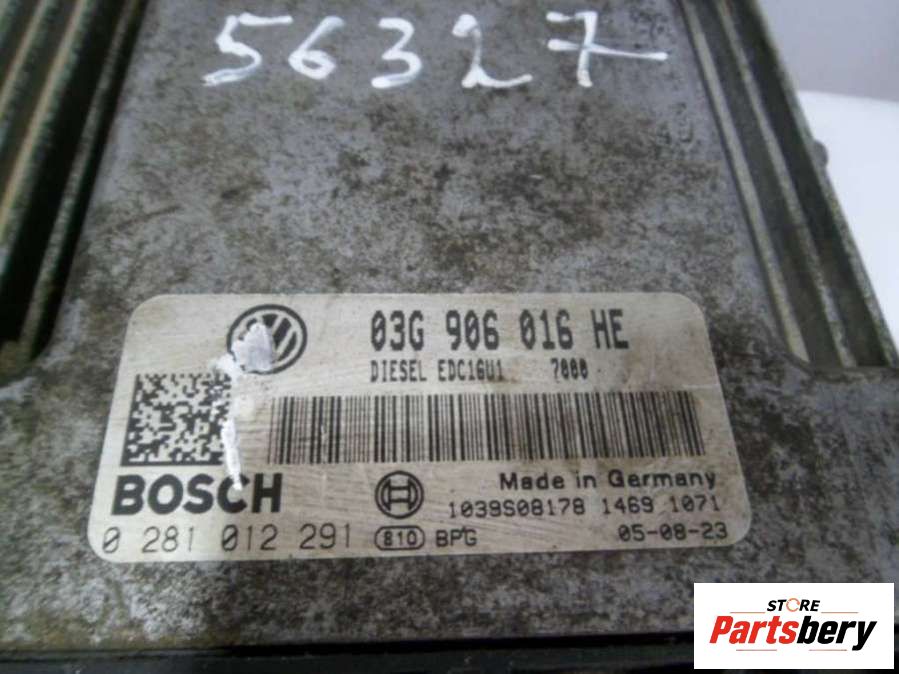 56327
03G 906 016 HE
DIESEL EDC16U1 7000
BOSCH
Made in Germany
1039S08178 1469 1071
0 281 012 291 810 BPG 05-08-23
STORE
Partsbery